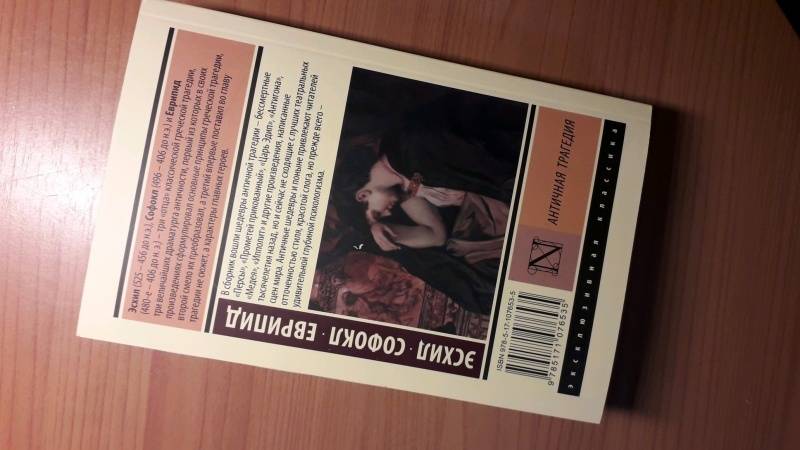 Эсхил (525 – 456 до н.э.), Софокл (496 – 406 до н.э.) и Еврипид
(480-е – 406 до н.э.) – три «отца» классической греческой трагедии,
три величайших драматурга античности, первый из которых в своих
произведениях сформулировал основные принципы греческой трагедии,
второй смело их преобразовал, а третий впервые поставил во главу
трагедии не сюжет, а характеры главных героев.
В сборник вошли шедевры античной трагедии – бессмертные
«Персы», «Прометей прикованный», «Царь Эдип», «Антигона»,
«Медея», «Ипполит» и другие произведения, написанные
тысячелетия назад, но и сейчас не сходящие с лучших театральных
сцен мира. Античные шедевры и поныне привлекают читателей
отточенностью стиля, красотой слога, но прежде всего –
удивительной глубиной психологизма.
ЭСХИЛ · СОФОКЛ · ЕВРИПИД
АНТИЧНАЯ ТРАГЕДИЯ
ISBN 978-5-17-107653-5
9 785171 076535
эксклюзивная классика